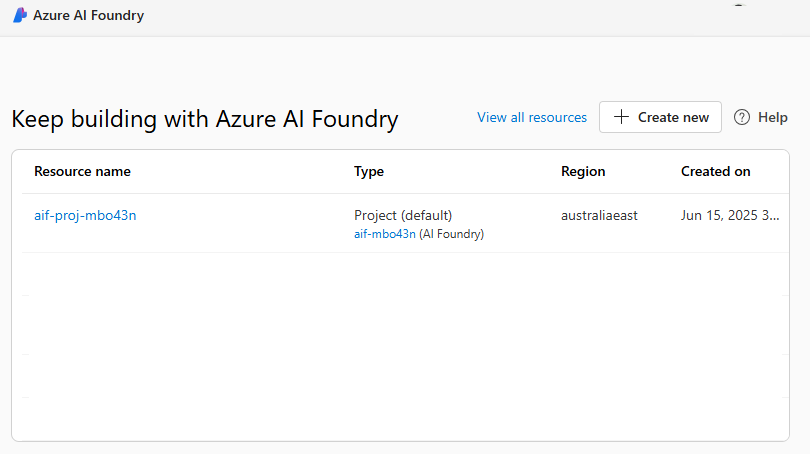 Azure AI Foundry
Keep building with Azure AI Foundry
View all resources
Create new
Help
Resource name Type Region Created on
aif-proj-mbo43n Project (default) australiaeast Jun 15, 2025 3...
aif-mbo43n (AI Foundry)